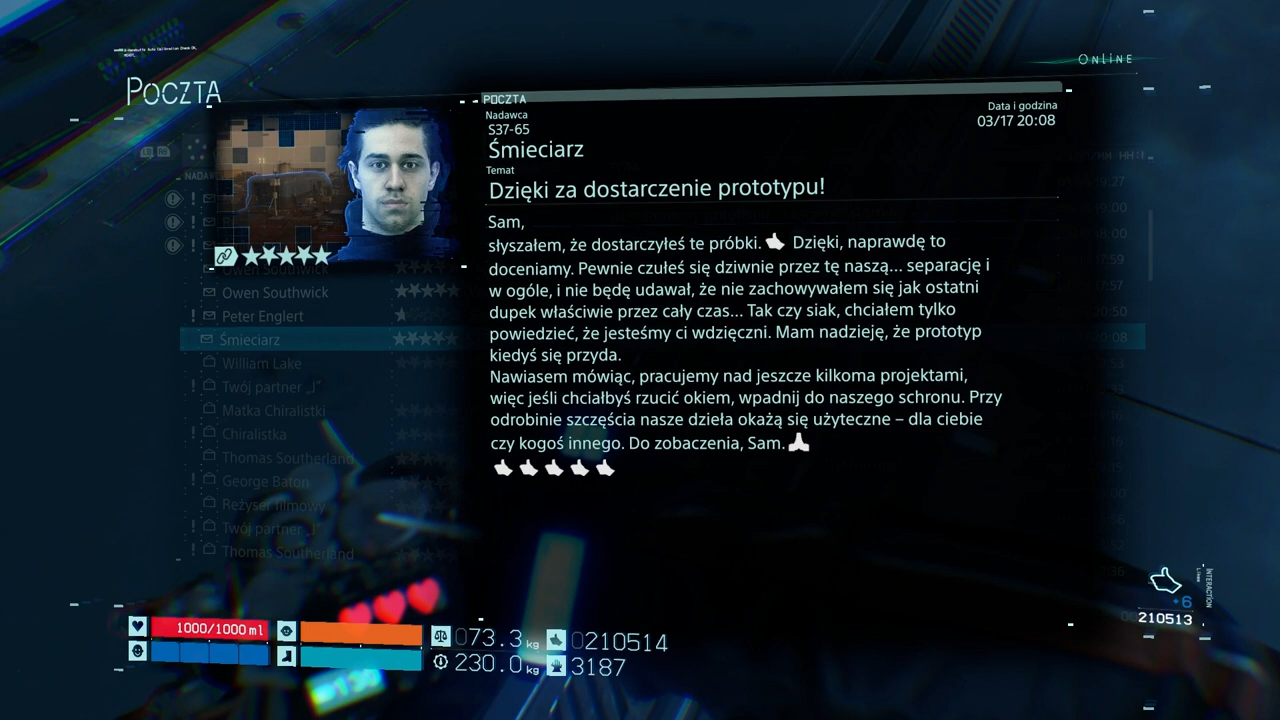 POCZTA
ONLINE
POCZTA
Nadawca
S37-65
Śmieciarz
Data i godzina
03/17 20:08
Temat
Dzięki za dostarczenie prototypu!
Sam,
słyszałem, że dostarczyłeś te próbki. Dzięki, naprawdę to
doceniamy. Pewnie czułeś się dziwnie przez tę naszą... separację i
w ogóle, i nie będę udawał, że nie zachowywałem się jak ostatni
dupek właściwie przez cały czas... Tak czy siak, chciałem tylko
powiedzieć, że jesteśmy ci wdzięczni. Mam nadzieję, że prototyp
kiedyś się przyda.
Nawiasem mówiąc, pracujemy nad jeszcze kilkoma projektami,
więc jeśli chciałbyś rzucić okiem, wpadnij do naszego schronu. Przy
odrobinie szczęścia nasze dzieła okażą się użyteczne – dla ciebie
czy kogoś innego. Do zobaczenia, Sam.
Owen Southwick
Owen Southwick
Peter Englert
Śmieciarz
William Lake
Twój partner „J”
Matka Chiralistki
Chiralistka
Thomas Southerland
George Baton
Reżyser filmowy
Twój partner „J”
Thomas Southerland
1000/1000 ml
073.3 kg
0210514
230.0 kg
3187
INTERACTION
Likes
+6
210513